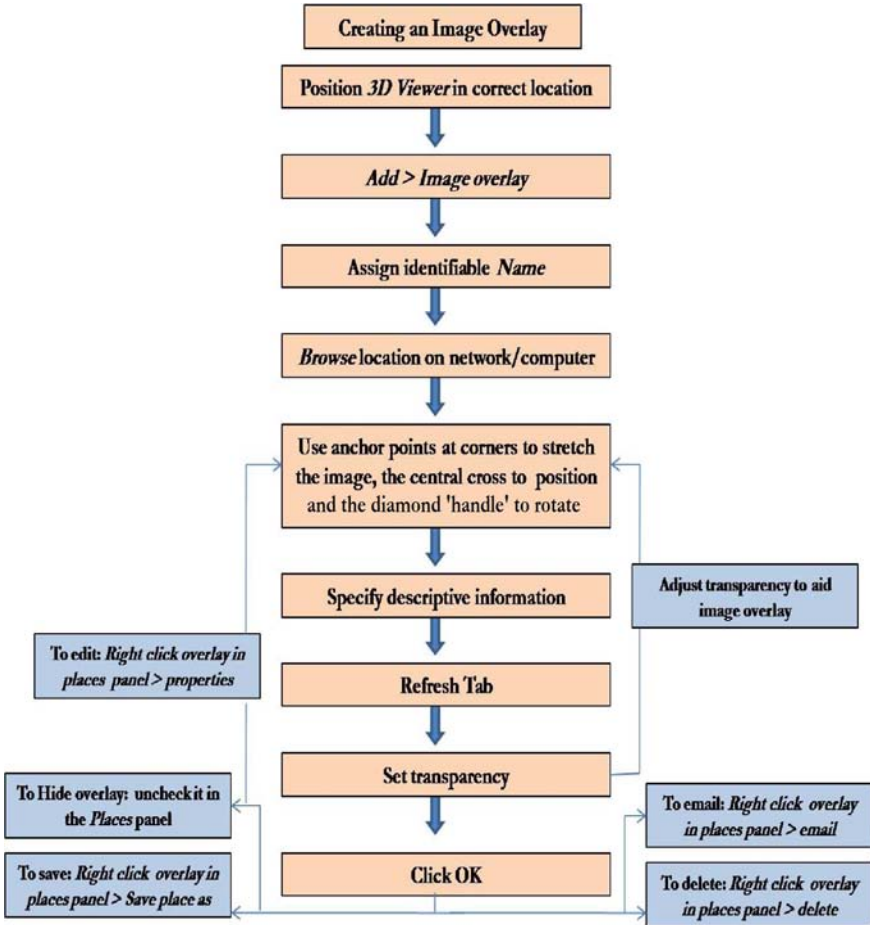 Creating an Image Overlay
Position 3D Viewer in correct location
Add > Image overlay
Assign identifiable Name
Browse location on network/computer
Use anchor points at corners to stretch
the image, the central cross to position
and the diamond 'handle' to rotate
Specify descriptive information
Adjust transparency to aid
image overlay
To edit: Right click overlay in
places panel > properties
Refresh Tab
Set transparency
To Hide overlay: uncheck it in
the Places panel
To email: Right click overlay
in places panel > email
Click OK
To save: Right click overlay in
places panel > Save place as
To delete: Right click overlay
in places panel > delete